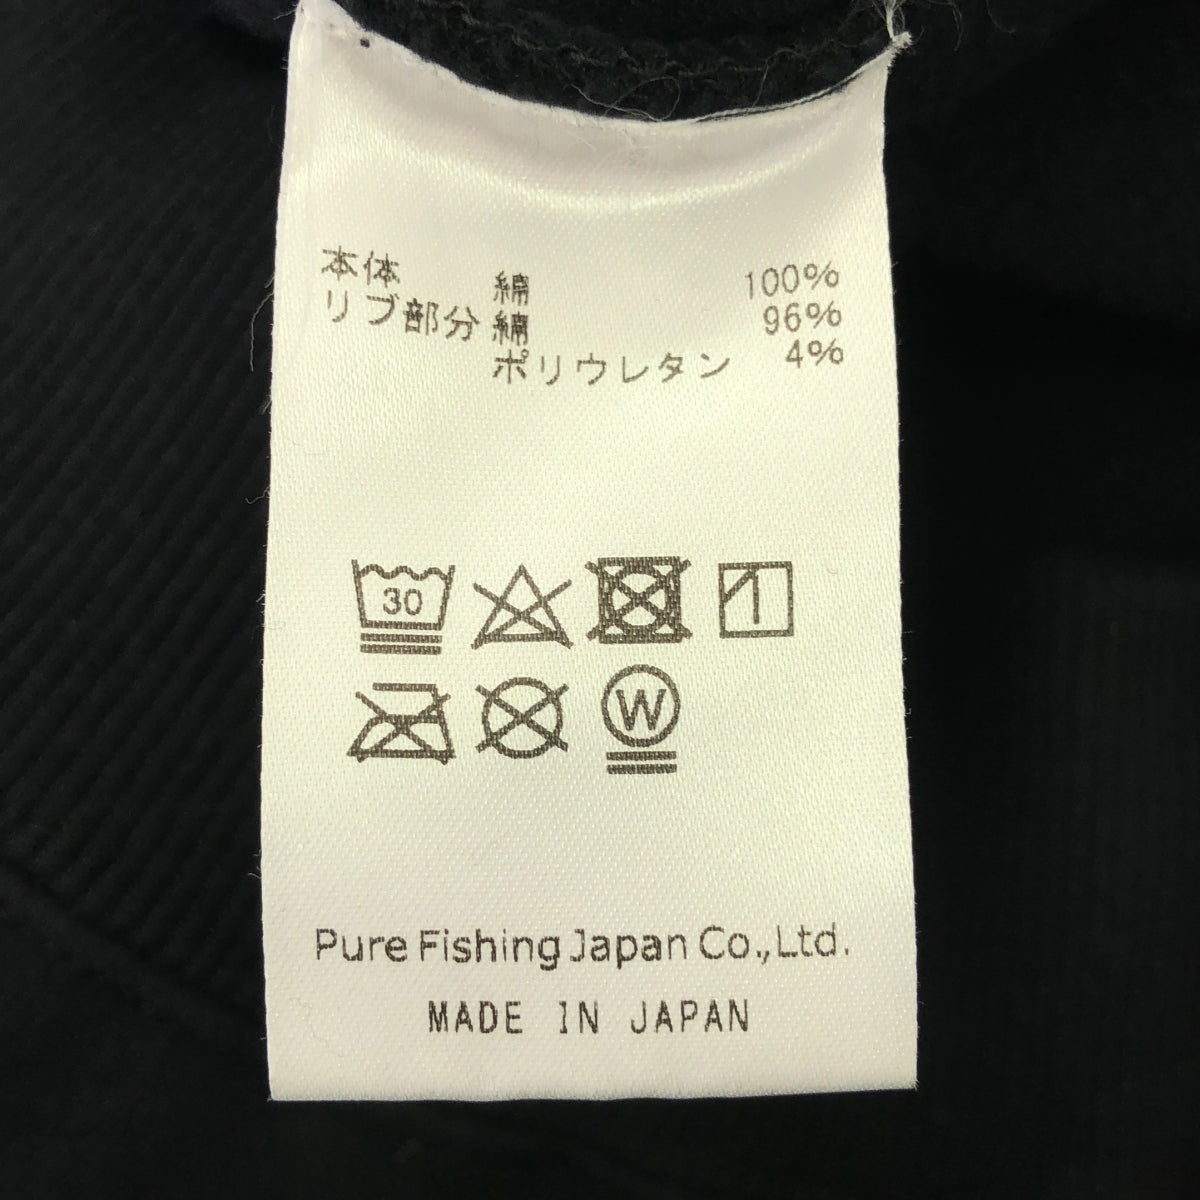 本体 綿 100%
リブ部分 綿 96%
ポリウレタン 4%
30
W
Pure Fishing Japan Co.,Ltd.
MADE IN JAPAN